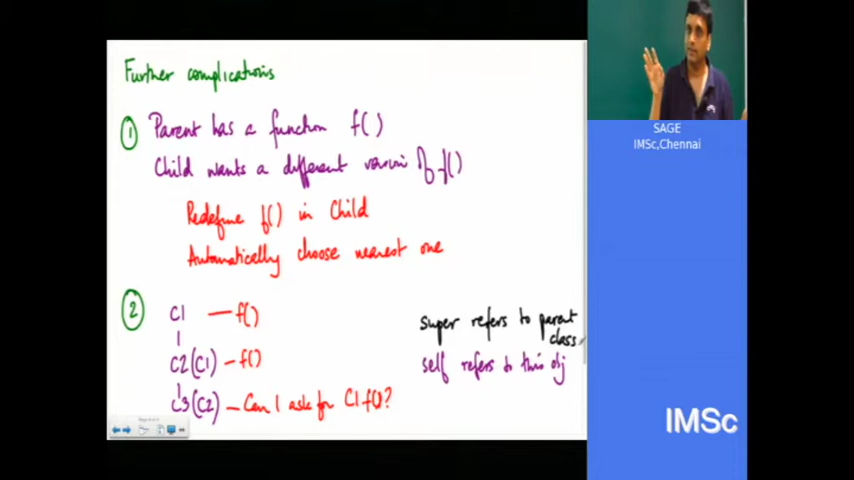 Further complications
1 Parent has a function f()
Child wants a different version of f()
Redefine f() in Child
Automatically choose nearest one
2 C1 — f()
C2(C1) — f()
C3(C2) — Can I ask for C1 f()?
super refers to parent
class
self refers to this obj
SAGE
IMSc,Chennai
IMSc